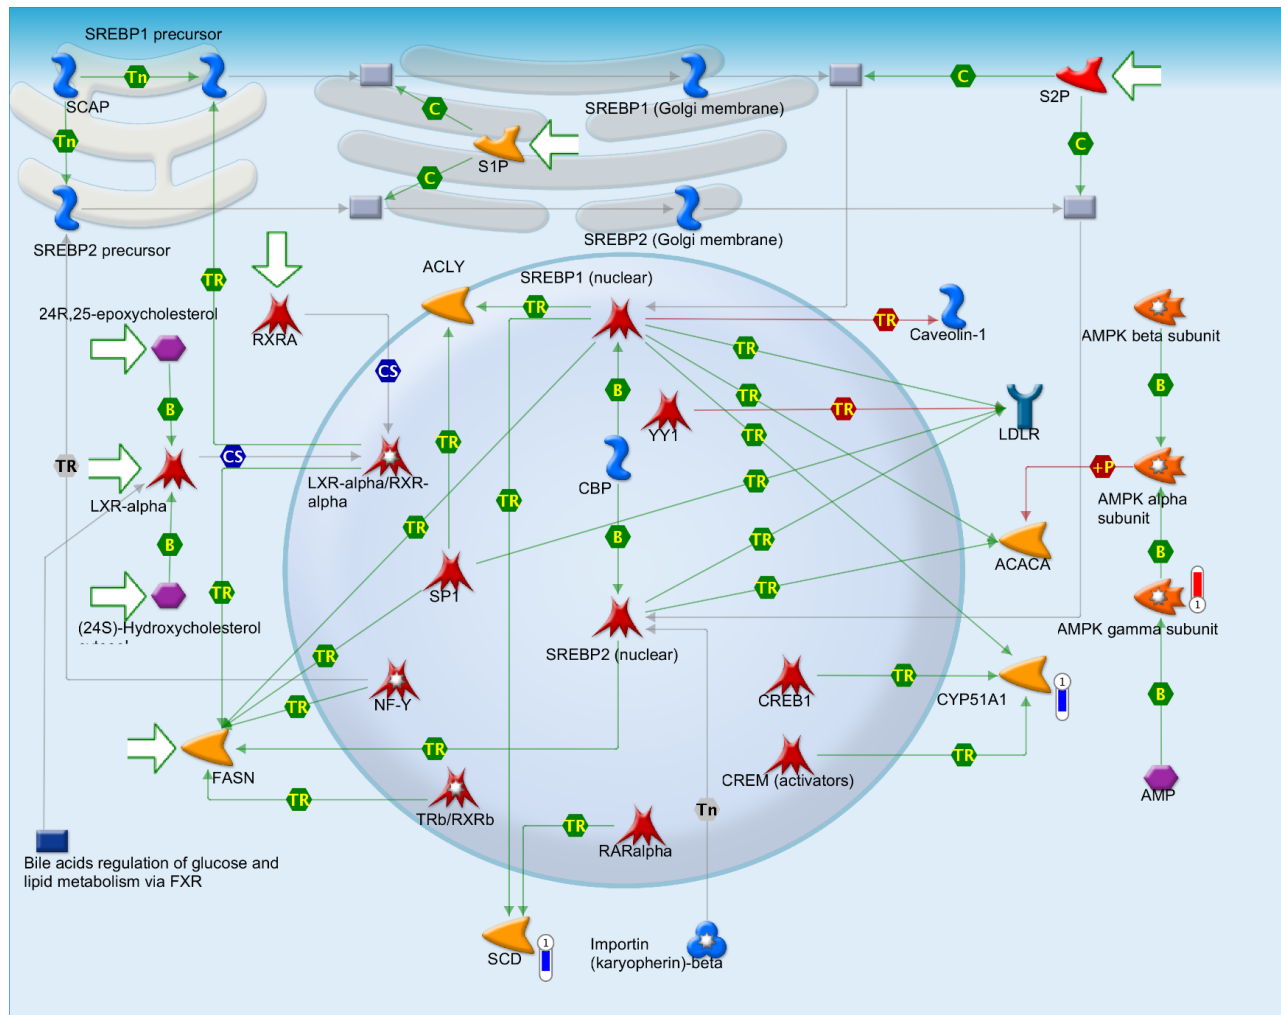 SREBP1 precursor
Tn
SCAP
C
S2P
SREBP1 (Golgi membrane)
C
Tn
S1P
C
C
SREBP2 precursor
SREBP2 (Golgi membrane)
ACLY
SREBP1 (nuclear)
TR
24R,25-epoxycholesterol
RXRA
TR
TR
Caveolin-1
AMPK beta subunit
TR
CS
B
TR
B
B
TR
YY1
LDLR
TR
TR
TR
CS
LXR-alpha/RXR-
alpha
CBP
+P
LXR-alpha
TR
TR
AMPK alpha
subunit
TR
B
TR
B
B
ACACA
TR
SP1
TR
(24S)-Hydroxycholesterol
AMPK gamma subunit
1
SREBP2 (nuclear)
TR
NF-Y
CREB1
TR
CYP51A1
1
B
TR
TR
TR
FASN
CREM (activators)
AMP
TR
TRb/RXRb
Tn
TR
RARalpha
Bile acids regulation of glucose and
lipid metabolism via FXR
SCD
1
Importin
(karyopherin)-beta